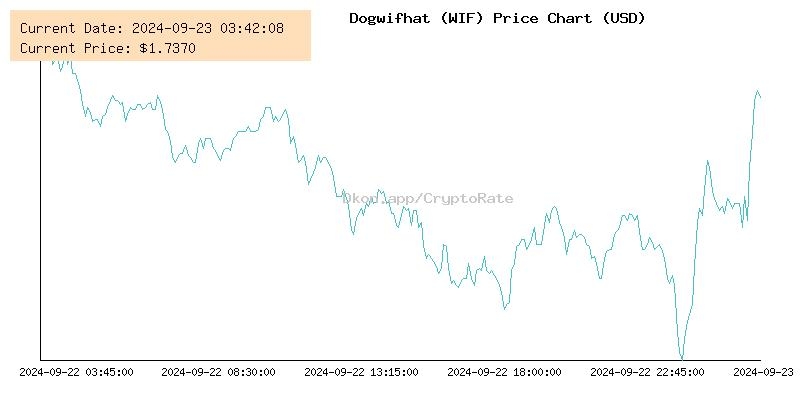 Dogwifhat (WIF) Price Chart (USD)
Current Date: 2024-09-23 03:42:08
Current Price: $1.7370
Dkop.app/CryptoRate
2024-09-22 03:45:00
2024-09-22 08:30:00
2024-09-22 13:15:00
2024-09-22 18:00:00
2024-09-22 22:45:00
2024-09-23